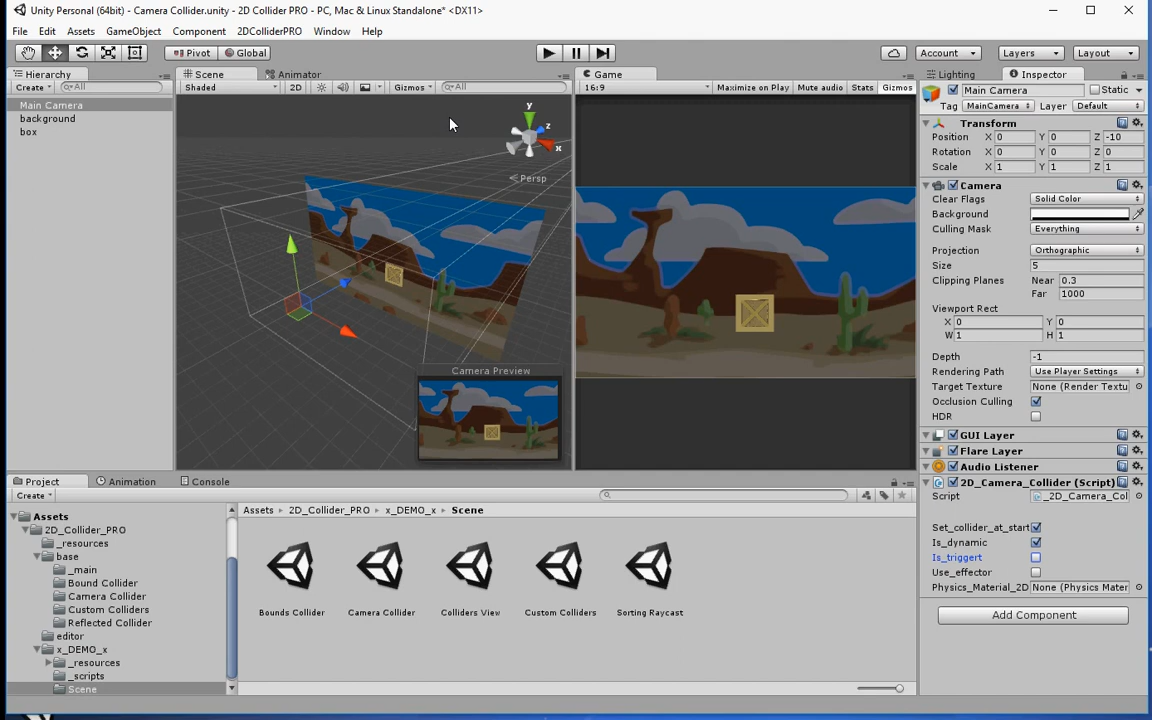 Unity Personal (64bit) - Camera Collider.unity - 2D Collider PRO - PC, Mac & Linux Standalone* <DX11>
File Edit Assets GameObject Component 2DColliderPRO Window Help
Pivot Global Account Layers Layout
Hierarchy Scene Animator Game Lighting Inspector
Create All Shaded 2D Gizmos All 16:9 Maximize on Play Mute audio Stats Gizmos
Main Camera
background
box
y
z
x
Persp
Camera Preview
Main Camera Static
Tag MainCamera Layer Default
Transform
Position X 0 Y 0 Z -10
Rotation X 0 Y 0 Z 0
Scale X 1 Y 1 Z 1
Camera
Clear Flags Solid Color
Background
Culling Mask Everything
Projection Orthographic
Size 5
Clipping Planes Near 0.3
Far 1000
Viewport Rect
X 0 Y 0
W 1 H 1
Depth -1
Rendering Path Use Player Settings
Target Texture None (Render Textu
Occlusion Culling
HDR
GUI Layer
Flare Layer
Audio Listener
2D_Camera_Collider (Script)
Script _2D_Camera_Col
Set_collider_at_start
Is_dynamic
Is_triggert
Use_effector
Physics_Material_2D None (Physics Mater
Add Component
Project Animation Console
Create
Assets
2D_Collider_PRO
_resources
base
_main
Bound Collider
Camera Collider
Custom Colliders
Reflected Collider
editor
x_DEMO_x
_resources
_scripts
Scene
Assets 2D_Collider_PRO x_DEMO_x Scene
Bounds Collider Camera Collider Colliders View Custom Colliders Sorting Raycast